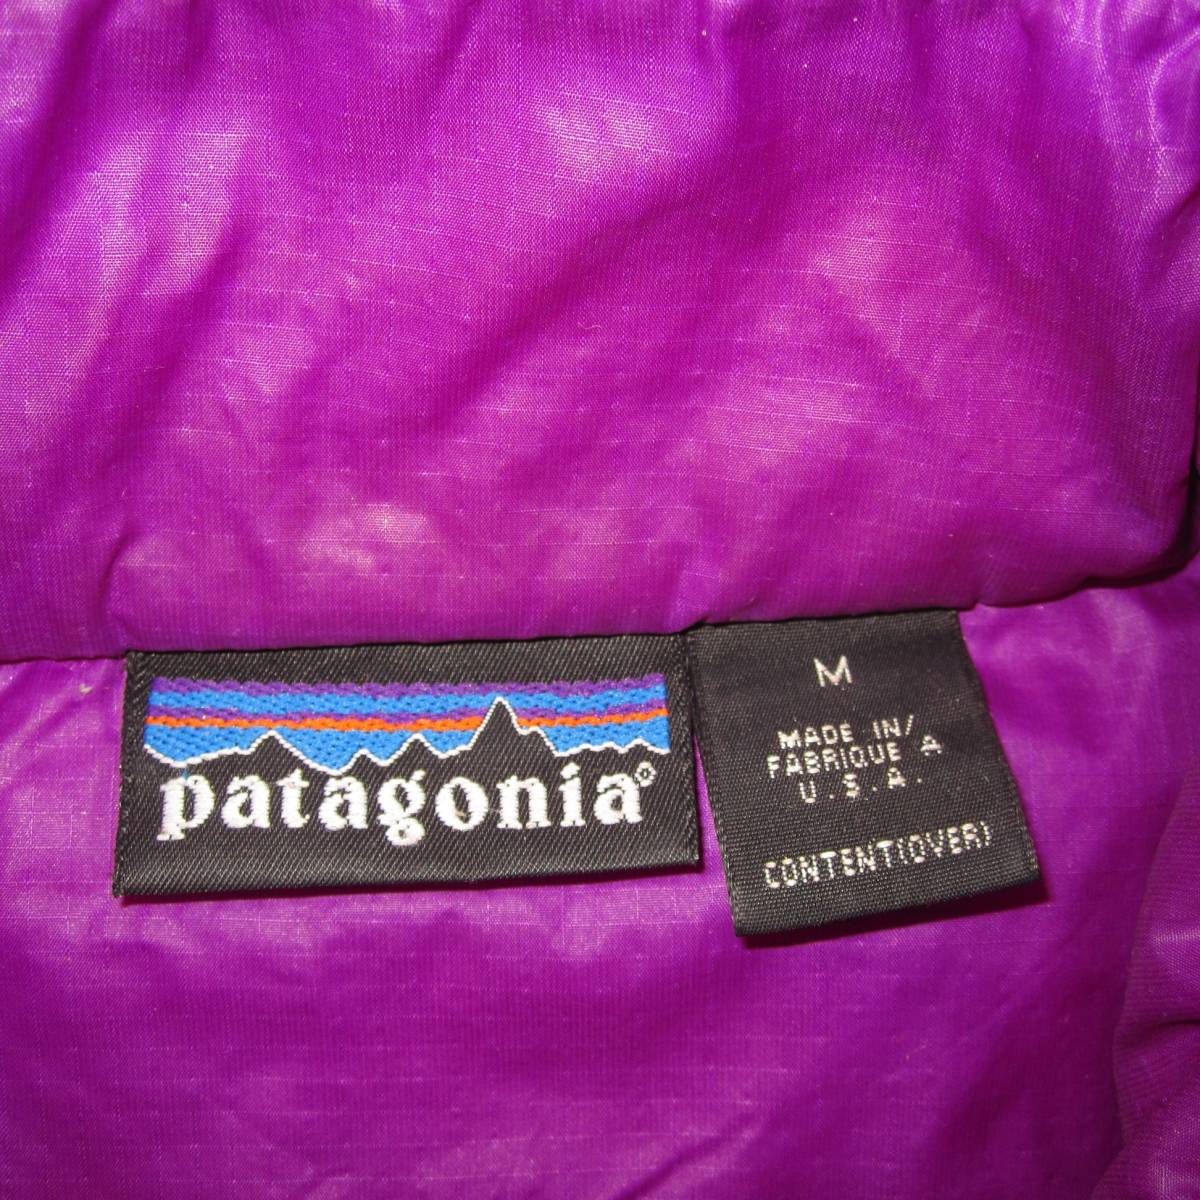 patagonia®
M
MADE IN/
FABRIQUE A
U.S.A.
CONTENT(OVER)